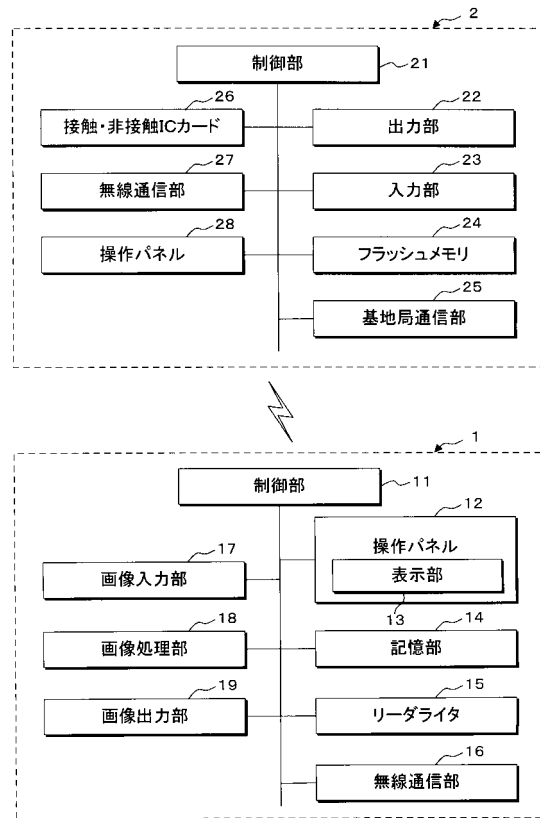 2
制御部
21
26
接触・非接触ICカード
22
出力部
27
無線通信部
23
入力部
28
操作パネル
24
フラッシュメモリ
25
基地局通信部
1
制御部
11
12
操作パネル
表示部
13
17
画像入力部
18
画像処理部
14
記憶部
19
画像出力部
15
リーダライタ
16
無線通信部